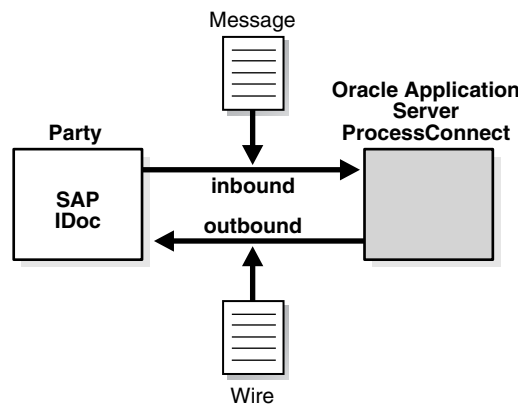 Message
Oracle Application
Server
ProcessConnect
Party
SAP
IDoc
inbound
outbound
Wire